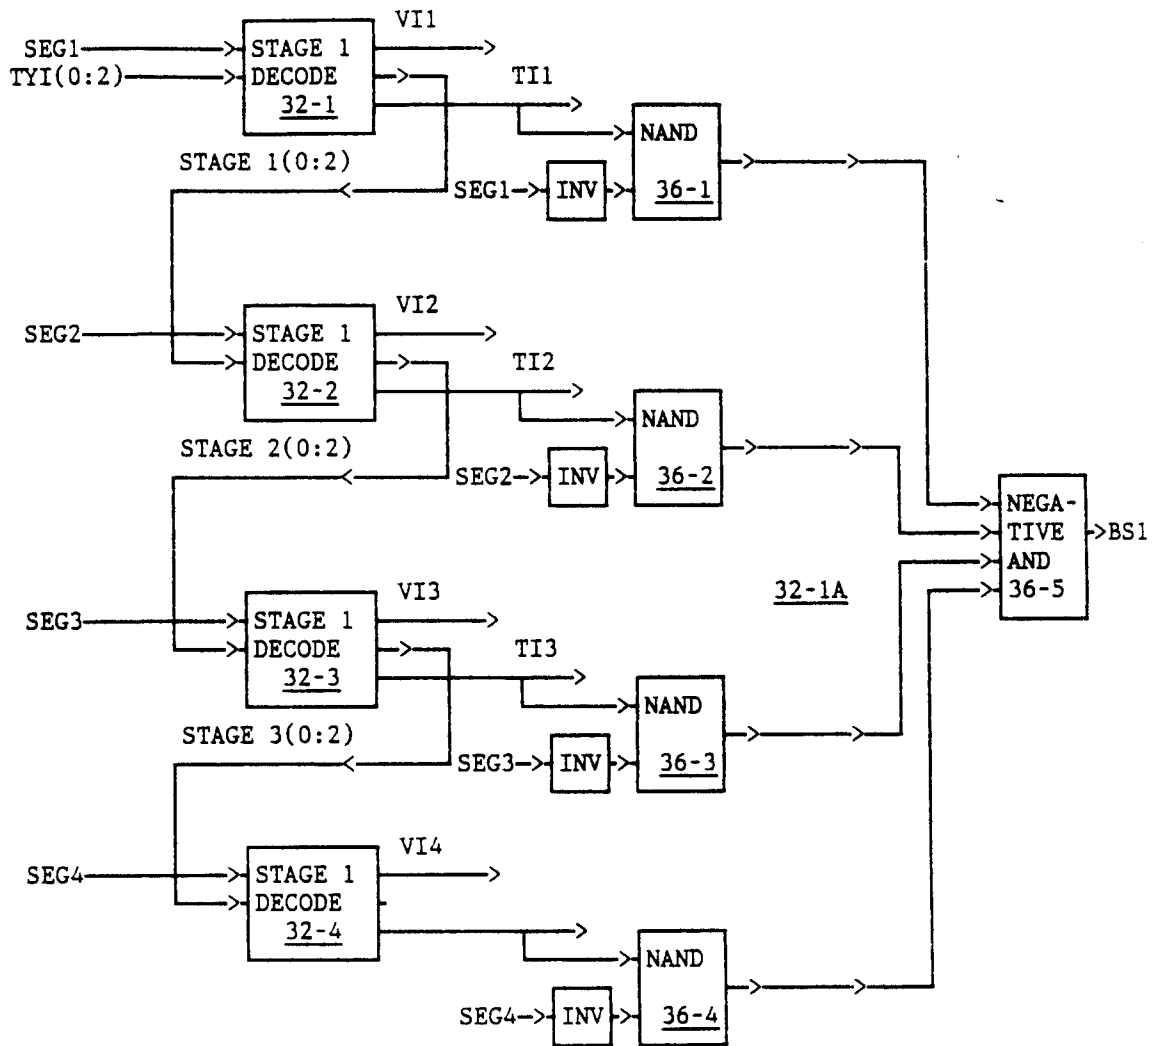 VI1
SEG1
STAGE 1
TYI(0:2)
DECODE
TI1
32-1
NAND
STAGE 1(0:2)
SEG1
INV
36-1
VI2
SEG2
STAGE 1
DECODE
TI2
32-2
NAND
STAGE 2(0:2)
SEG2
INV
36-2
NEGA-
TIVE
AND
36-5
BS1
32-1A
VI3
SEG3
STAGE 1
DECODE
TI3
32-3
NAND
STAGE 3(0:2)
SEG3
INV
36-3
VI4
SEG4
STAGE 1
DECODE
32-4
NAND
SEG4
INV
36-4